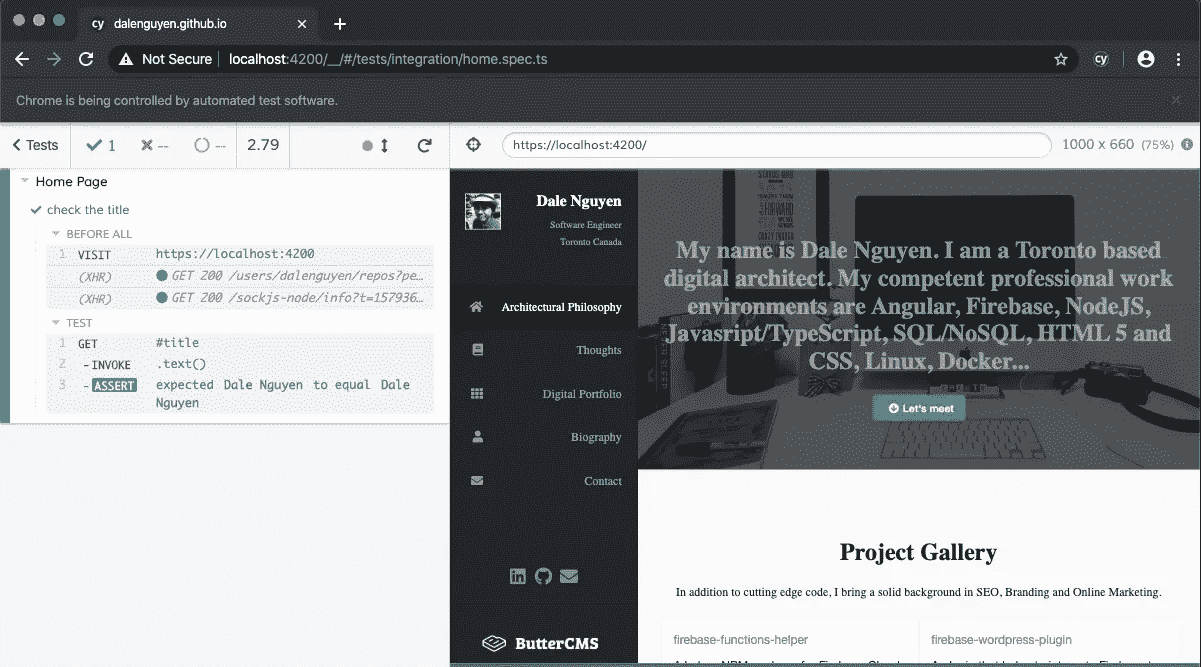 cy dalenguyen.github.io
Not Secure localhost:4200/__/#/tests/integration/home.spec.ts
cy
Chrome is being controlled by automated test software.
Tests 1 -- -- 2.79
https://localhost:4200/ 1000 x 660 (75%)
Home Page
check the title
BEFORE ALL
1 VISIT https://localhost:4200
(XHR) GET 200 /users/dalenguyen/repos?pe…
(XHR) GET 200 /sockjs-node/info?t=157936…
TEST
1 GET #title
2 -INVOKE .text()
3 -ASSERT expected Dale Nguyen to equal Dale
Nguyen
Dale Nguyen
Software Engineer
Toronto Canada
Architectural Philosophy
Thoughts
Digital Portfolio
Biography
Contact
ButterCMS
My name is Dale Nguyen. I am a Toronto based
digital architect. My competent professional work
environments are Angular, Firebase, NodeJS,
Javasript/TypeScript, SQL/NoSQL, HTML 5 and
CSS, Linux, Docker...
Let's meet
Project Gallery
In addition to cutting edge code, I bring a solid background in SEO, Branding and Online Marketing.
firebase-functions-helper
firebase-wordpress-plugin